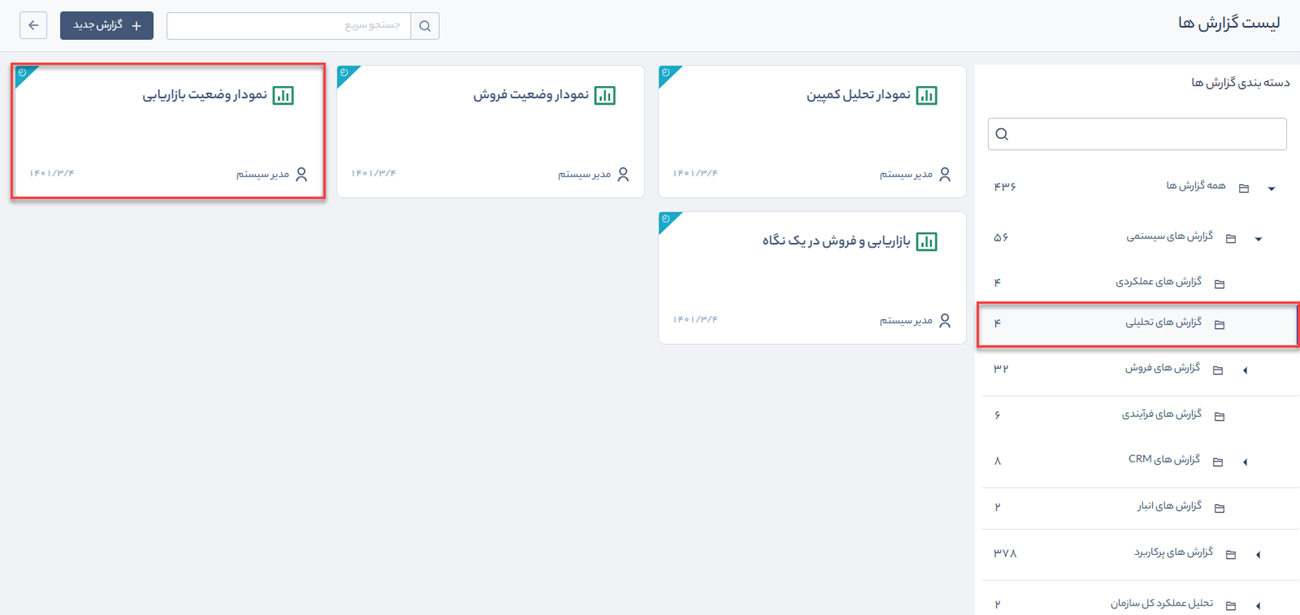 لیست گزارش ها
جستجو سریع
+ گزارش جدید
دسته بندی گزارش ها
همه گزارش ها ۴۳۶
گزارش های سیستمی ۵۶
گزارش های عملکردی ۴
گزارش های تحلیلی ۴
گزارش های فروش ۳۲
گزارش های فرآیندی ۶
گزارش های CRM ۸
گزارش های انبار ۲
گزارش های پرکاربرد ۳۷۸
تحلیل عملکرد کل سازمان ۲
نمودار تحلیل کمپین
مدیر سیستم ۱۴۰۱/۳/۴
نمودار وضعیت فروش
مدیر سیستم ۱۴۰۱/۳/۴
نمودار وضعیت بازاریابی
مدیر سیستم ۱۴۰۱/۳/۴
بازاریابی و فروش در یک نگاه
مدیر سیستم ۱۴۰۱/۳/۴